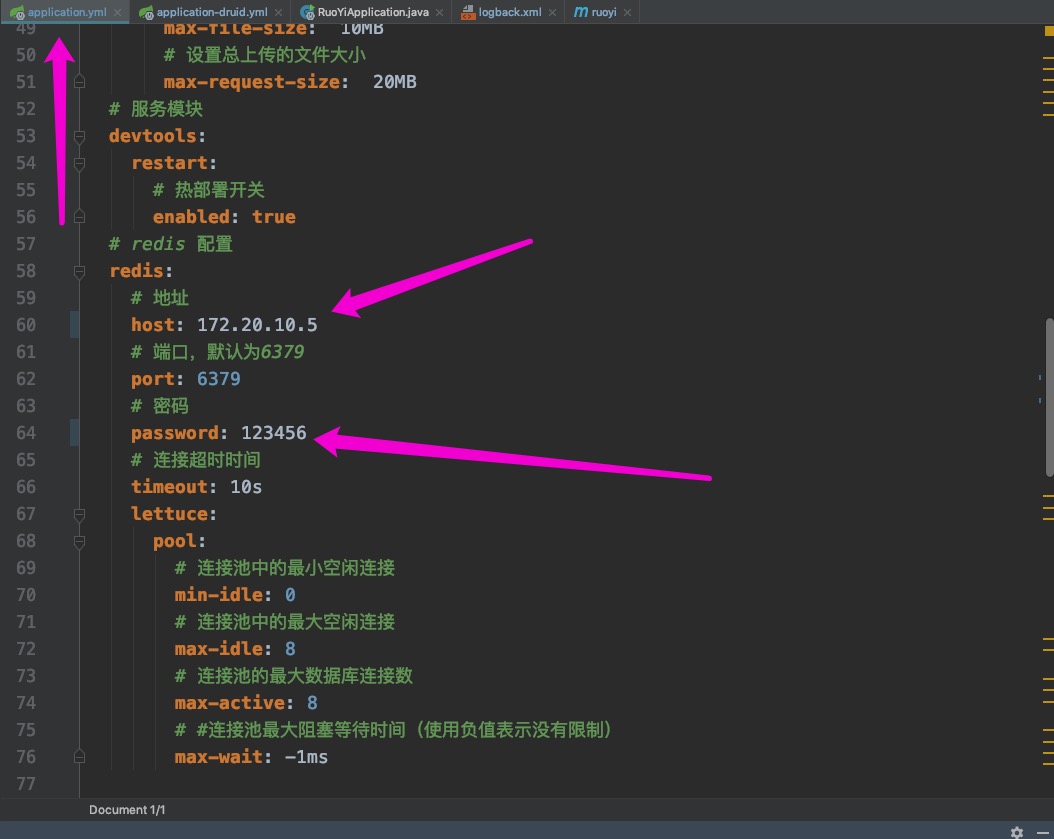 application.yml application-druid.yml RuoYiApplication.java logback.xml ruoyi
49 max-file-size: 10MB
50 # 设置总上传的文件大小
51 max-request-size: 20MB
52 # 服务模块
53 devtools:
54 restart:
55 # 热部署开关
56 enabled: true
57 # redis 配置
58 redis:
59 # 地址
60 host: 172.20.10.5
61 # 端口，默认为6379
62 port: 6379
63 # 密码
64 password: 123456
65 # 连接超时时间
66 timeout: 10s
67 lettuce:
68 pool:
69 # 连接池中的最小空闲连接
70 min-idle: 0
71 # 连接池中的最大空闲连接
72 max-idle: 8
73 # 连接池的最大数据库连接数
74 max-active: 8
75 # #连接池最大阻塞等待时间（使用负值表示没有限制）
76 max-wait: -1ms
77
Document 1/1